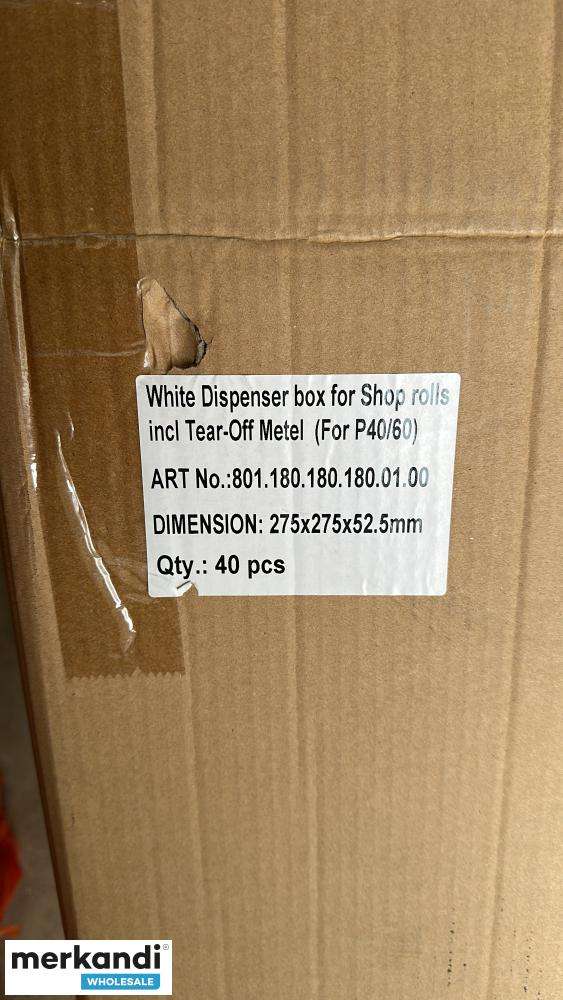 White Dispenser box for Shop rolls
incl Tear-Off Metel (For P40/60)
ART No.:801.180.180.180.01.00
DIMENSION: 275x275x52.5mm
Qty.: 40 pcs
merkandi®
WHOLESALE